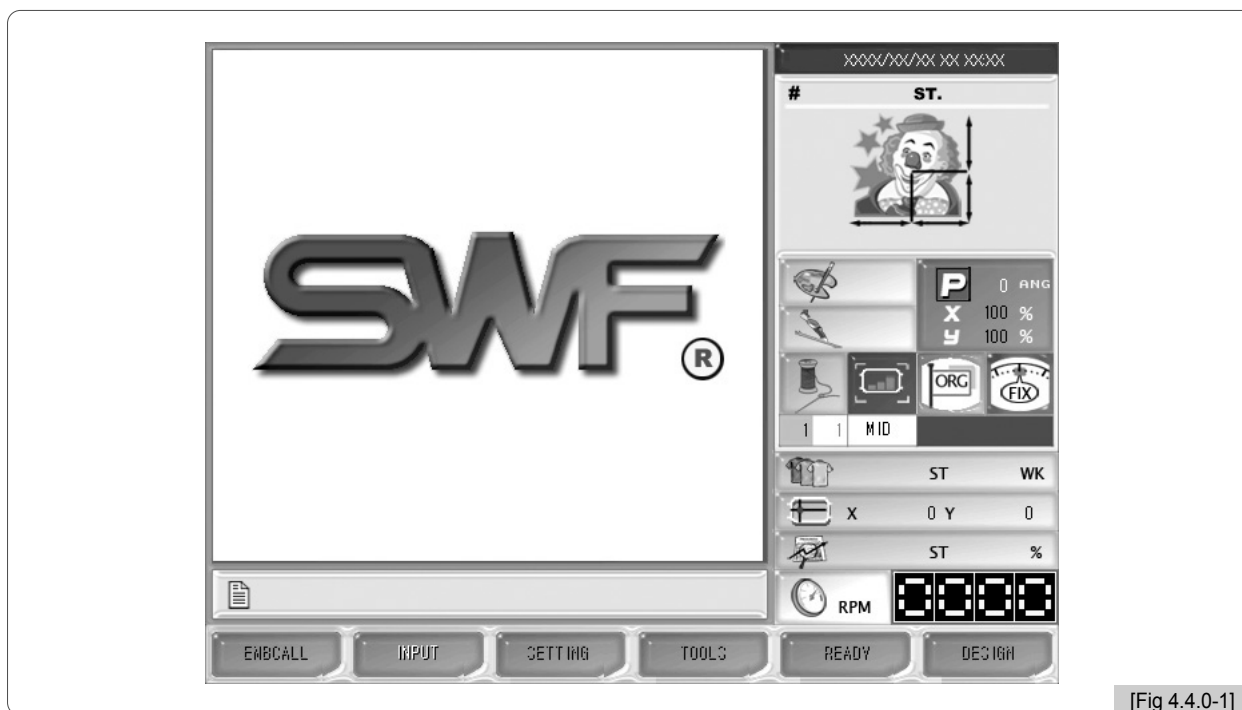 XXXX/XX/XX XX XX:XX
# ST.
SWF ®
P 0 ANG
X 100 %
Y 100 %
ORG FIX
1 1 MID
ST WK
X 0 Y 0
ST %
RPM 0000
EMBCALL INPUT SETTING TOOLS READY DESIGN
[Fig 4.4.0-1]